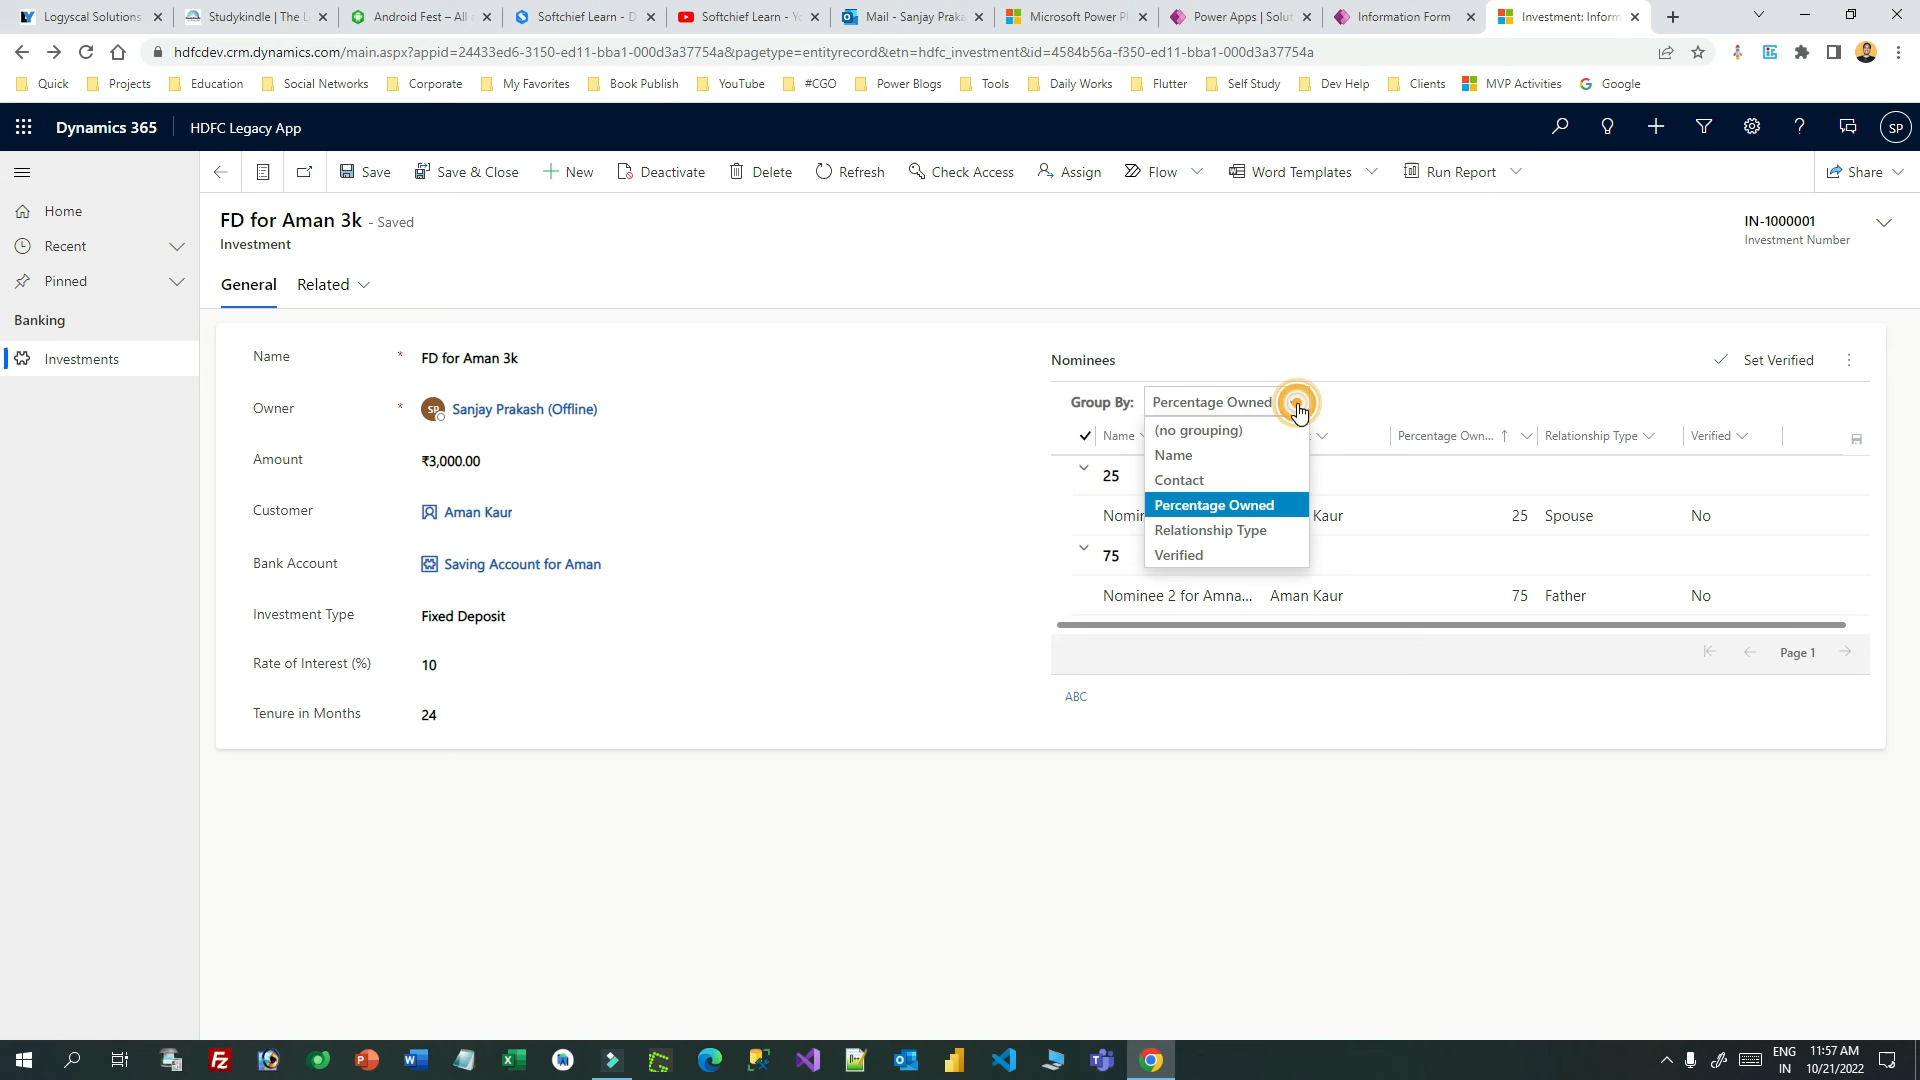 Logyscal Solutions
Studykindle | The L
Android Fest – All
Softchief Learn - D
Softchief Learn - Yo
Mail - Sanjay Praka
Microsoft Power Pl
Power Apps | Solut
Information Form
Investment: Inform
hdfcdev.crm.dynamics.com/main.aspx?appid=24433ed6-3150-ed11-bba1-000d3a37754a&pagetype=entityrecord&etn=hdfc_investment&id=4584b56a-f350-ed11-bba1-000d3a37754a
Quick
Projects
Education
Social Networks
Corporate
My Favorites
Book Publish
YouTube
#CGO
Power Blogs
Tools
Daily Works
Flutter
Self Study
Dev Help
Clients
MVP Activities
Google
Dynamics 365
HDFC Legacy App
SP
Save
Save & Close
New
Deactivate
Delete
Refresh
Check Access
Assign
Flow
Word Templates
Run Report
Share
Home
Recent
Pinned
Banking
Investments
FD for Aman 3k - Saved
Investment
IN-1000001
Investment Number
General
Related
Name * FD for Aman 3k
Owner * SP Sanjay Prakash (Offline)
Amount ₹3,000.00
Customer Aman Kaur
Bank Account Saving Account for Aman
Investment Type Fixed Deposit
Rate of Interest (%) 10
Tenure in Months 24
Nominees
Set Verified
Group By: Percentage Owned
(no grouping)
Name
Contact
Percentage Owned
Relationship Type
Verified
Name
Percentage Own... ↑
Relationship Type
Verified
25
Nomin Kaur 25 Spouse No
75
Nominee 2 for Amna... Aman Kaur 75 Father No
Page 1
ABC
ENG
IN
11:57 AM
10/21/2022